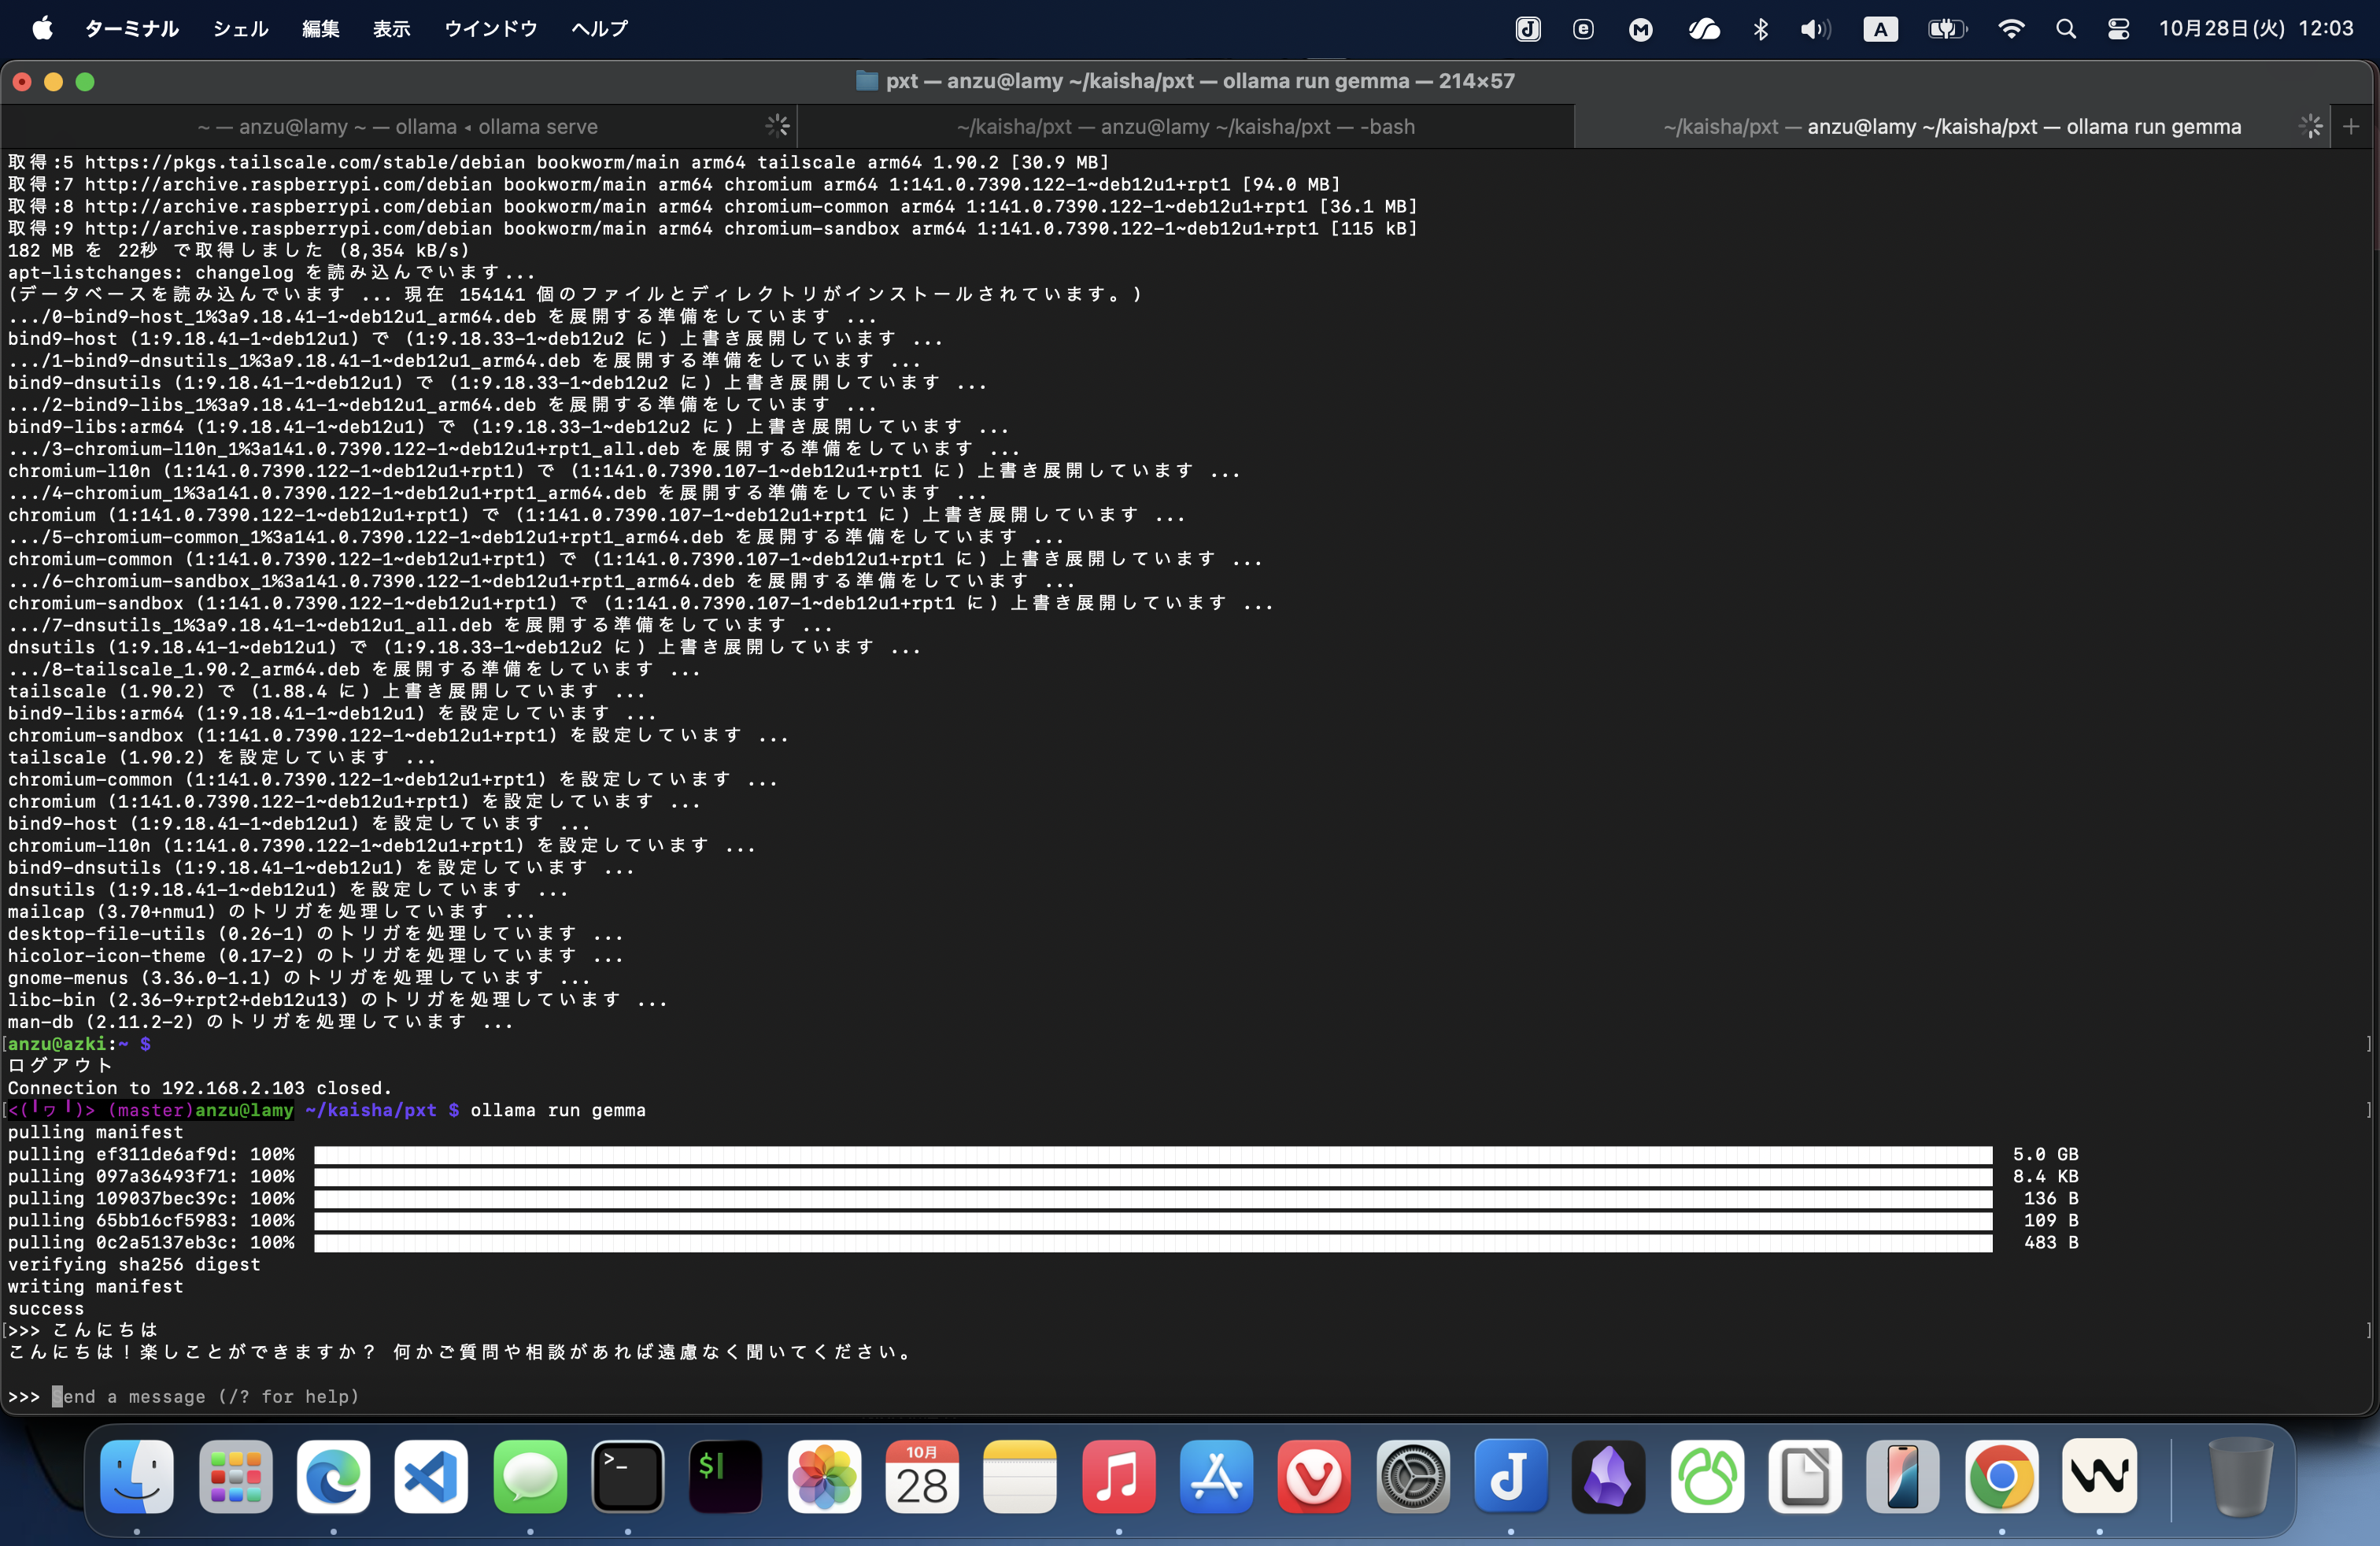 ターミナル シェル 編集 表示 ウインドウ ヘルプ A 10月28日(火) 12:03
pxt — anzu@lamy ~/kaisha/pxt — ollama run gemma — 214×57
~ — anzu@lamy ~ — ollama ◂ ollama serve ~/kaisha/pxt — anzu@lamy ~/kaisha/pxt — -bash ~/kaisha/pxt — anzu@lamy ~/kaisha/pxt — ollama run gemma
取得:5 https://pkgs.tailscale.com/stable/debian bookworm/main arm64 tailscale arm64 1.90.2 [30.9 MB]
取得:7 http://archive.raspberrypi.com/debian bookworm/main arm64 chromium arm64 1:141.0.7390.122-1~deb12u1+rpt1 [94.0 MB]
取得:8 http://archive.raspberrypi.com/debian bookworm/main arm64 chromium-common arm64 1:141.0.7390.122-1~deb12u1+rpt1 [36.1 MB]
取得:9 http://archive.raspberrypi.com/debian bookworm/main arm64 chromium-sandbox arm64 1:141.0.7390.122-1~deb12u1+rpt1 [115 kB]
182 MB を 22秒 で取得しました (8,354 kB/s)
apt-listchanges: changelog を読み込んでいます...
(データベースを読み込んでいます ... 現在 154141 個のファイルとディレクトリがインストールされています。)
.../0-bind9-host_1%3a9.18.41-1~deb12u1_arm64.deb を展開する準備をしています ...
bind9-host (1:9.18.41-1~deb12u1) で (1:9.18.33-1~deb12u2 に) 上書き展開しています ...
.../1-bind9-dnsutils_1%3a9.18.41-1~deb12u1_arm64.deb を展開する準備をしています ...
bind9-dnsutils (1:9.18.41-1~deb12u1) で (1:9.18.33-1~deb12u2 に) 上書き展開しています ...
.../2-bind9-libs_1%3a9.18.41-1~deb12u1_arm64.deb を展開する準備をしています ...
bind9-libs:arm64 (1:9.18.41-1~deb12u1) で (1:9.18.33-1~deb12u2 に) 上書き展開しています ...
.../3-chromium-l10n_1%3a141.0.7390.122-1~deb12u1+rpt1_all.deb を展開する準備をしています ...
chromium-l10n (1:141.0.7390.122-1~deb12u1+rpt1) で (1:141.0.7390.107-1~deb12u1+rpt1 に) 上書き展開しています ...
.../4-chromium_1%3a141.0.7390.122-1~deb12u1+rpt1_arm64.deb を展開する準備をしています ...
chromium (1:141.0.7390.122-1~deb12u1+rpt1) で (1:141.0.7390.107-1~deb12u1+rpt1 に) 上書き展開しています ...
.../5-chromium-common_1%3a141.0.7390.122-1~deb12u1+rpt1_arm64.deb を展開する準備をしています ...
chromium-common (1:141.0.7390.122-1~deb12u1+rpt1) で (1:141.0.7390.107-1~deb12u1+rpt1 に) 上書き展開しています ...
.../6-chromium-sandbox_1%3a141.0.7390.122-1~deb12u1+rpt1_arm64.deb を展開する準備をしています ...
chromium-sandbox (1:141.0.7390.122-1~deb12u1+rpt1) で (1:141.0.7390.107-1~deb12u1+rpt1 に) 上書き展開しています ...
.../7-dnsutils_1%3a9.18.41-1~deb12u1_all.deb を展開する準備をしています ...
dnsutils (1:9.18.41-1~deb12u1) で (1:9.18.33-1~deb12u2 に) 上書き展開しています ...
.../8-tailscale_1.90.2_arm64.deb を展開する準備をしています ...
tailscale (1.90.2) で (1.88.4 に) 上書き展開しています ...
bind9-libs:arm64 (1:9.18.41-1~deb12u1) を設定しています ...
chromium-sandbox (1:141.0.7390.122-1~deb12u1+rpt1) を設定しています ...
tailscale (1.90.2) を設定しています ...
chromium-common (1:141.0.7390.122-1~deb12u1+rpt1) を設定しています ...
chromium (1:141.0.7390.122-1~deb12u1+rpt1) を設定しています ...
bind9-host (1:9.18.41-1~deb12u1) を設定しています ...
chromium-l10n (1:141.0.7390.122-1~deb12u1+rpt1) を設定しています ...
bind9-dnsutils (1:9.18.41-1~deb12u1) を設定しています ...
dnsutils (1:9.18.41-1~deb12u1) を設定しています ...
mailcap (3.70+nmu1) のトリガを処理しています ...
desktop-file-utils (0.26-1) のトリガを処理しています ...
hicolor-icon-theme (0.17-2) のトリガを処理しています ...
gnome-menus (3.36.0-1.1) のトリガを処理しています ...
libc-bin (2.36-9+rpt2+deb12u13) のトリガを処理しています ...
man-db (2.11.2-2) のトリガを処理しています ...
[anzu@azki:~ $ ]
ログアウト
Connection to 192.168.2.103 closed.
[<(╹ヮ╹)> (master)anzu@lamy ~/kaisha/pxt $ ollama run gemma ]
pulling manifest
pulling ef311de6af9d: 100% 5.0 GB
pulling 097a36493f71: 100% 8.4 KB
pulling 109037bec39c: 100% 136 B
pulling 65bb16cf5983: 100% 109 B
pulling 0c2a5137eb3c: 100% 483 B
verifying sha256 digest
writing manifest
success
[>>> こんにちは ]
こんにちは！楽しことができますか？ 何かご質問や相談があれば遠慮なく聞いてください。
>>> Send a message (/? for help)
10月
28